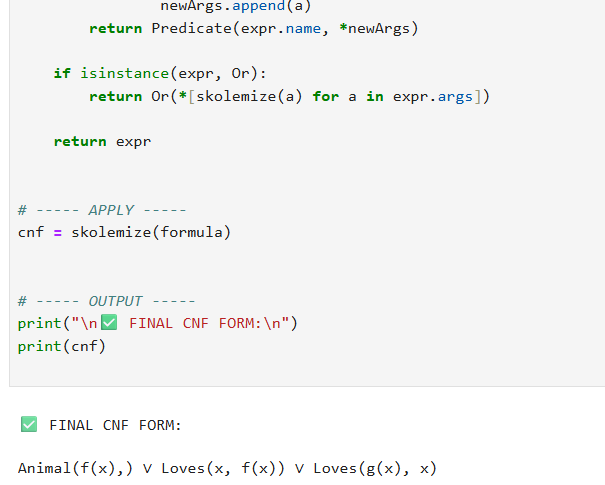 newArgs.append(a)
return Predicate(expr.name, *newArgs)
if isinstance(expr, Or):
return Or(*[skolemize(a) for a in expr.args])
return expr
# ----- APPLY -----
cnf = skolemize(formula)
# ----- OUTPUT -----
print("\n✅ FINAL CNF FORM:\n")
print(cnf)
✅ FINAL CNF FORM:
Animal(f(x),) ∨ Loves(x, f(x)) ∨ Loves(g(x), x)